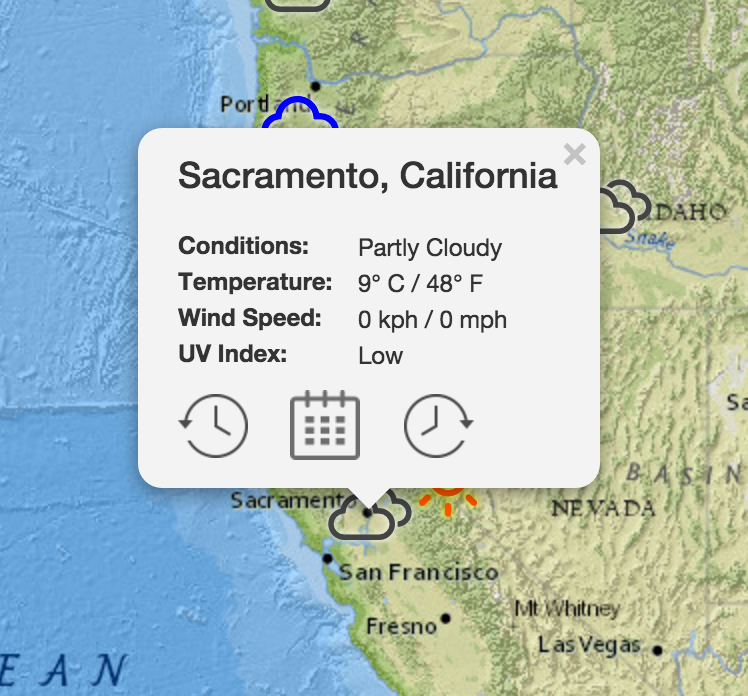 Portland
Sacramento, California
×
IDAHO
Snake
Conditions: Partly Cloudy
Temperature: 9° C / 48° F
Wind Speed: 0 kph / 0 mph
UV Index: Low
Sa
BASIN
Sacramento
NEVADA
San Francisco
Mt Whitney
Fresno
Las Vegas
EAN